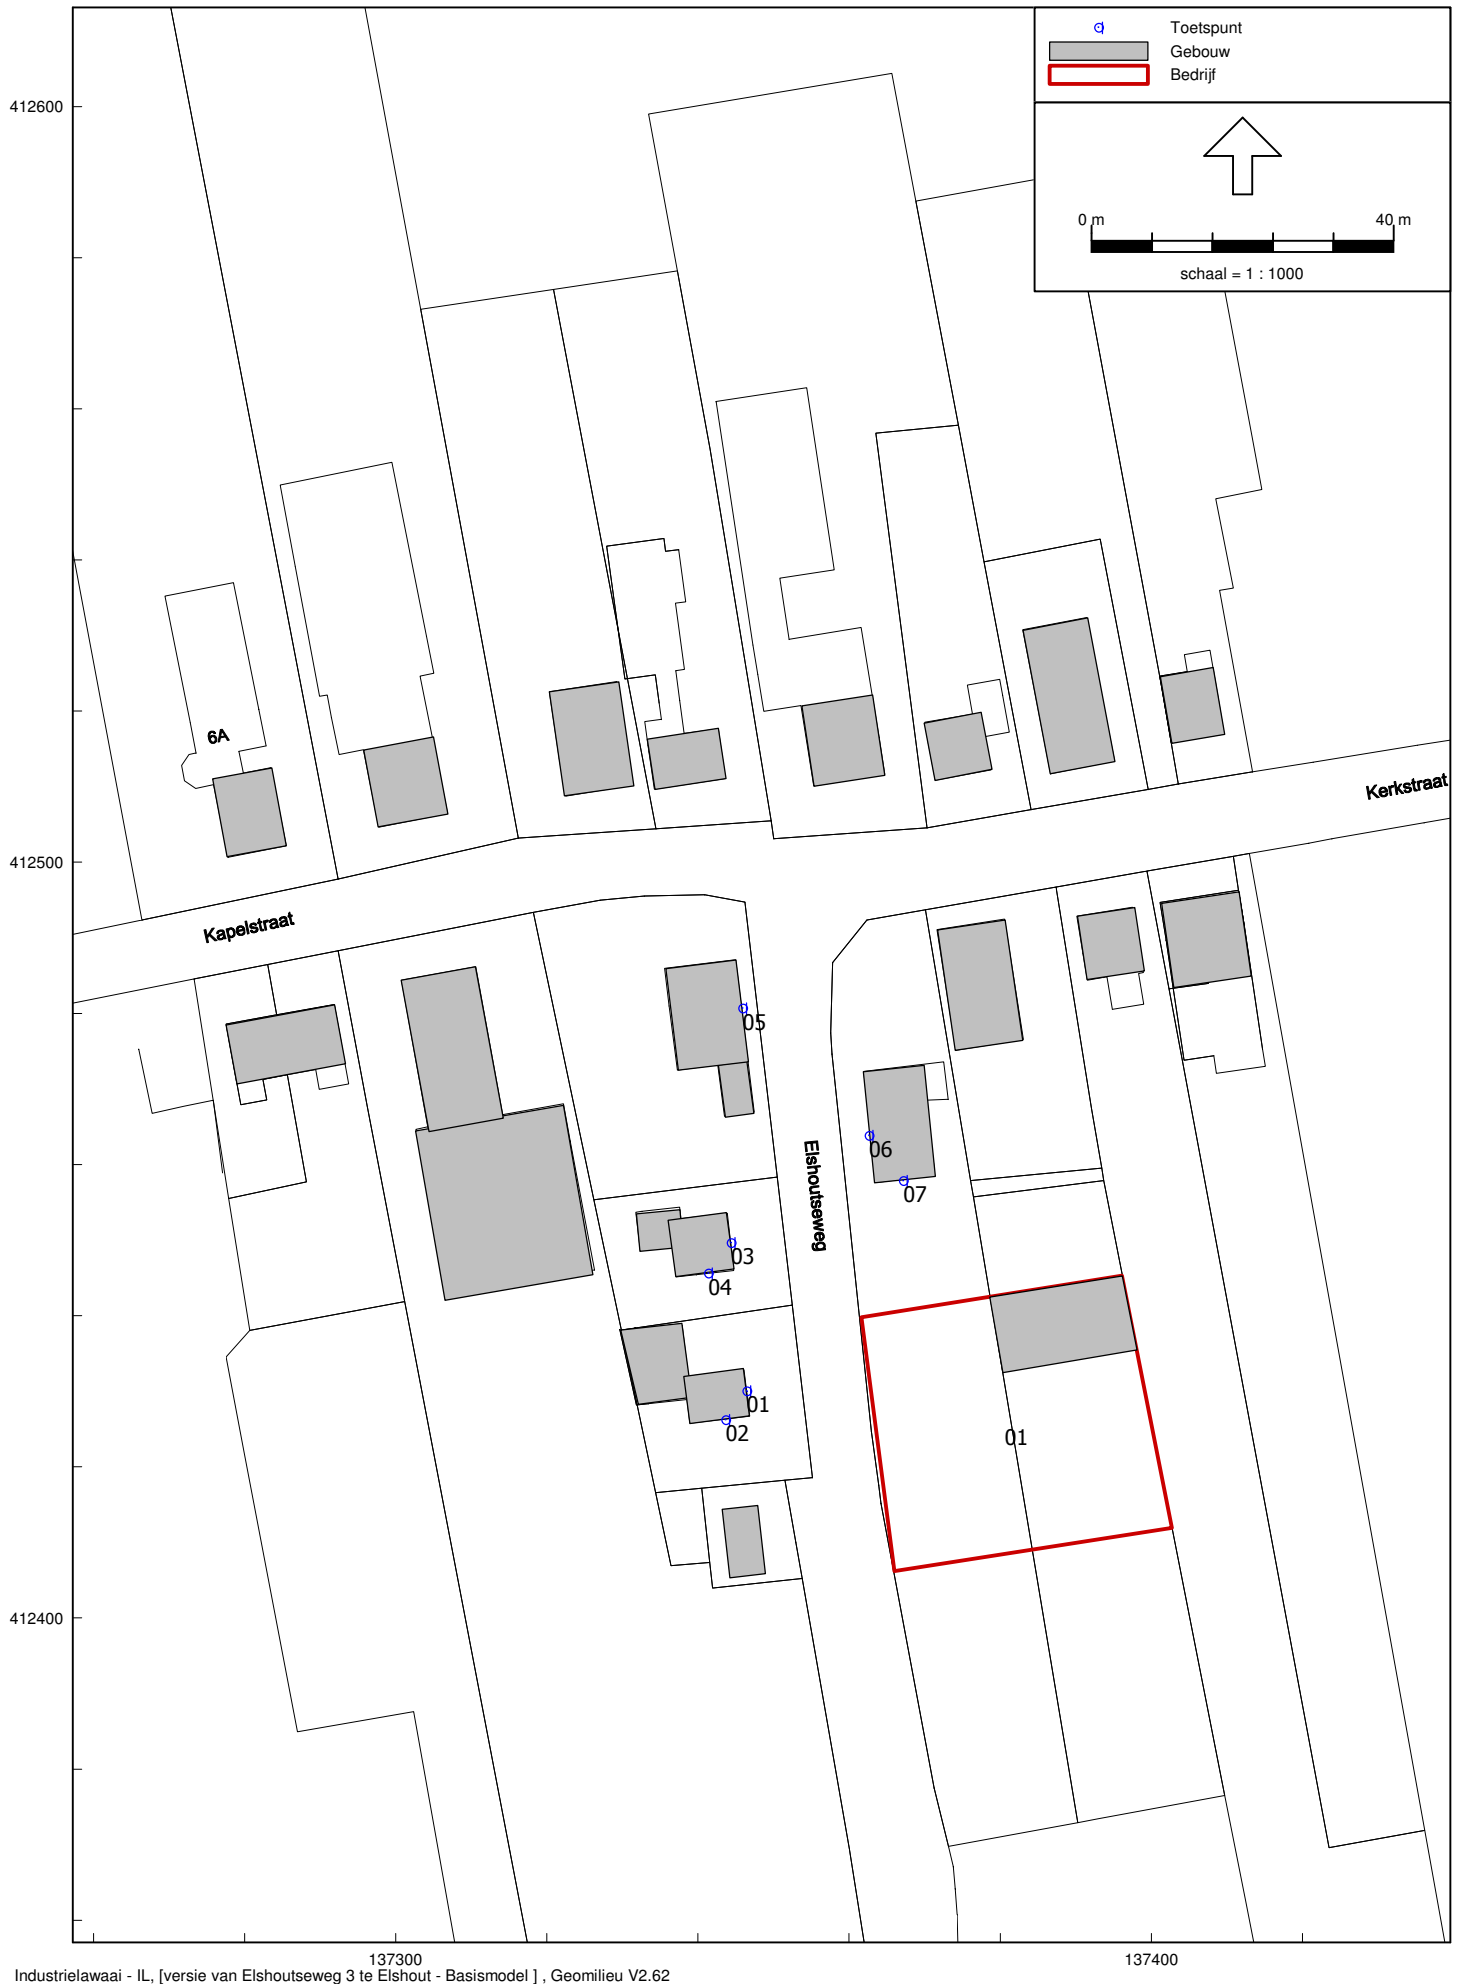 Toetspunt
Gebouw
Bedrijf
0 m 40 m
schaal = 1 : 1000
412600
6A
Kerkstraat
412500
Kapelstraat
05
Elshoutseweg
06
07
03
04
01
02
01
412400
137300 137400
Industrielawaai - IL, [versie van Elshoutseweg 3 te Elshout - Basismodel ] , Geomilieu V2.62